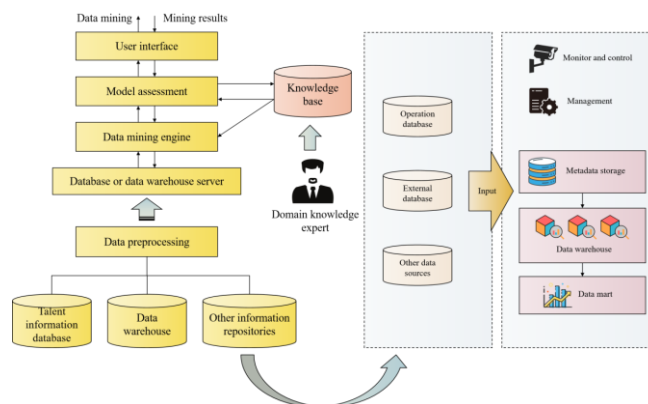 Data mining
Mining results
User interface
Model assessment
Data mining engine
Database or data warehouse server
Data preprocessing
Talent
information
database
Data
warehouse
Other information
repositories
Knowledge
base
Domain knowledge
expert
Operation
database
External
database
Other data
sources
Input
Monitor and control
Management
Metadata storage
Data warehouse
Data mart